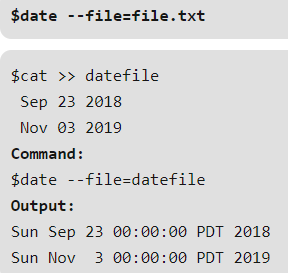 $date --file=file.txt
$cat >> datefile
Sep 23 2018
Nov 03 2019
Command:
$date --file=datefile
Output:
Sun Sep 23 00:00:00 PDT 2018
Sun Nov  3 00:00:00 PDT 2019